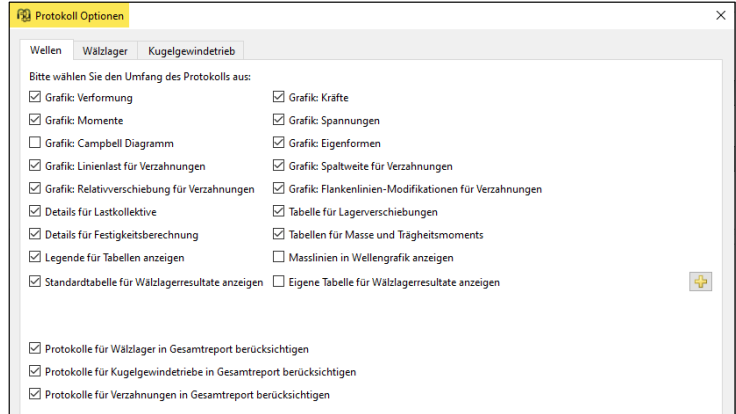 Protokoll Optionen
Wellen Wälzlager Kugelgewindetrieb
Bitte wählen Sie den Umfang des Protokolls aus:
Grafik: Verformung Grafik: Kräfte
Grafik: Momente Grafik: Spannungen
Grafik: Campbell Diagramm Grafik: Eigenformen
Grafik: Linienlast für Verzahnungen Grafik: Spaltweite für Verzahnungen
Grafik: Relativverschiebung für Verzahnungen Grafik: Flankenlinien-Modifikationen für Verzahnungen
Details für Lastkollektive Tabelle für Lagerverschiebungen
Details für Festigkeitsberechnung Tabellen für Masse und Trägheitsmoments
Legende für Tabellen anzeigen Masslinien in Wellengrafik anzeigen
Standardtabelle für Wälzlagerresultate anzeigen Eigene Tabelle für Wälzlagerresultate anzeigen
Protokolle für Wälzlager in Gesamtreport berücksichtigen
Protokolle für Kugelgewindetriebe in Gesamtreport berücksichtigen
Protokolle für Verzahnungen in Gesamtreport berücksichtigen